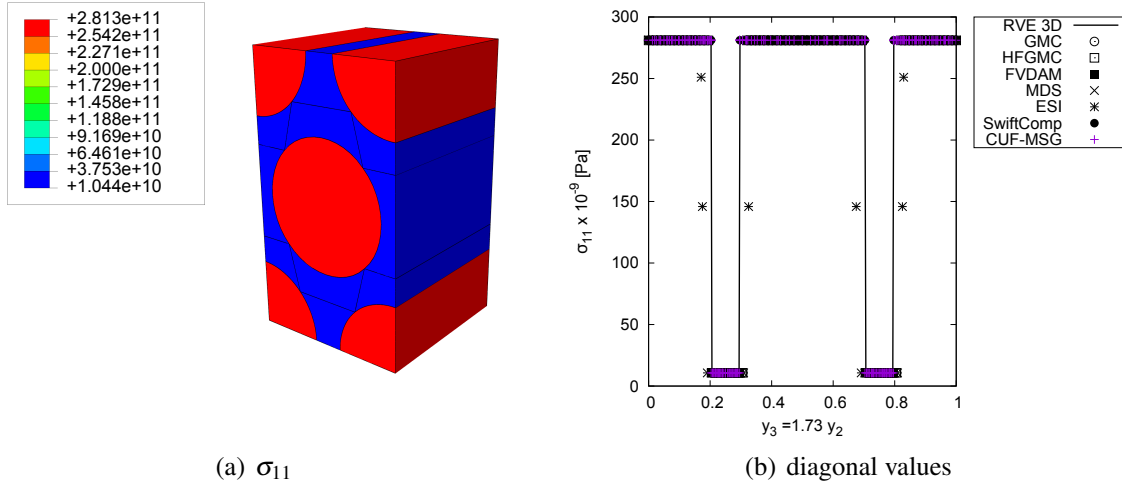 +2.813e+11
+2.542e+11
+2.271e+11
+2.000e+11
+1.729e+11
+1.458e+11
+1.188e+11
+9.169e+10
+6.461e+10
+3.753e+10
+1.044e+10
300
250
200
150
100
50
0
σ11 x 10-9 [Pa]
0 0.2 0.4 0.6 0.8 1
y3 =1.73 y2
RVE 3D
GMC
HFGMC
FVDAM
MDS
ESI
SwiftComp
CUF-MSG
(a) σ11
(b) diagonal values